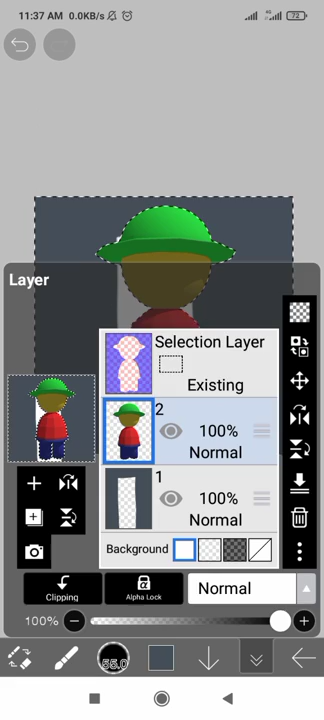 11:37 AM 0.0KB/s
4G
72
Layer
Selection Layer
Existing
2
100%
Normal
1
100%
Normal
Background
Clipping
α
Alpha Lock
Normal
100%
55.0